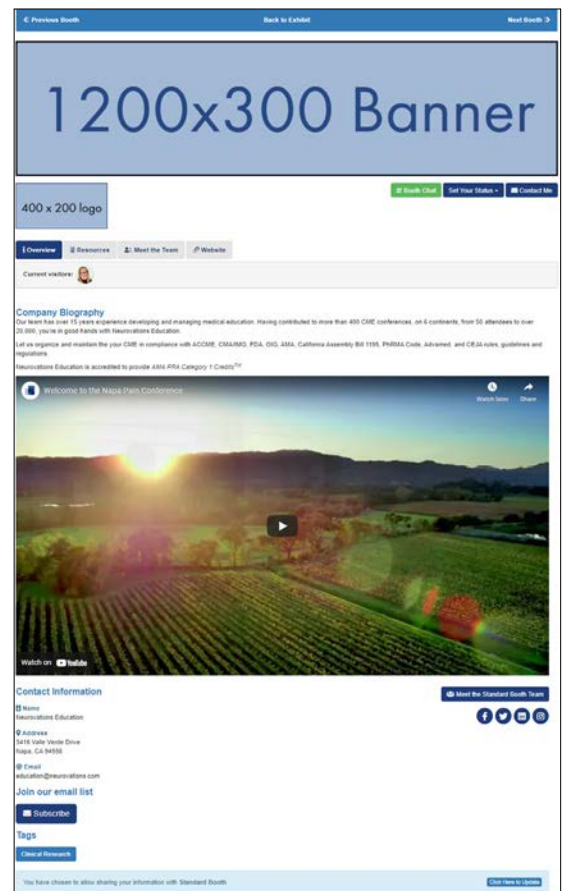 Previous Booth Back to Exhibit Next Booth
1200x300 Banner
400 x 200 logo
Booth Chat Set Your Status Contact Me
Overview Resources Meet the Team Website
Current visitors:
Company Biography
Our team has over 15 years experience developing and managing medical education. Having contributed to more than 400 CME conferences, on 6 continents, from 50 attendees to over
20,000, you're in good hands with Neurovations Education.
Let us organize and maintain the your CME in compliance with ACCME, CMA/IMQ, FDA, OIG, AMA, California Assembly Bill 1195, PhRMA Code, Advamed, and CEJA rules, guidelines and
regulations.
Neurovations Education is accredited to provide AMA PRA Category 1 Credits™
Welcome to the Napa Pain Conference
Watch later Share
Watch on YouTube
Contact Information
Meet the Standard Booth Team
Name
Neurovations Education
Address
3416 Valle Verde Drive
Napa, CA 94558
Email
education@neurovations.com
Join our email list
Subscribe
Tags
Clinical Research
You have chosen to allow sharing your information with Standard Booth Click Here to Update